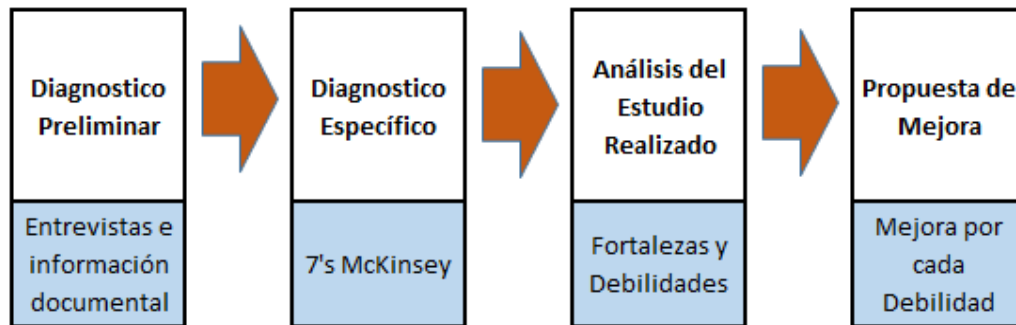 Diagnostico
Preliminar
Entrevistas e
información
documental
Diagnostico
Específico
7's McKinsey
Análisis del
Estudio
Realizado
Fortalezas y
Debilidades
Propuesta de
Mejora
Mejora por
cada
Debilidad